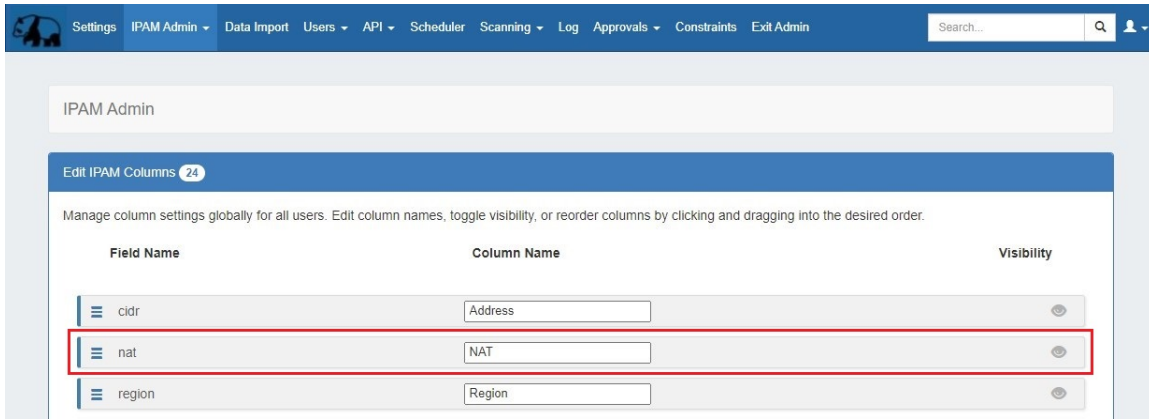 Settings IPAM Admin Data Import Users API Scheduler Scanning Log Approvals Constraints Exit Admin Search...
IPAM Admin
Edit IPAM Columns 24
Manage column settings globally for all users. Edit column names, toggle visibility, or reorder columns by clicking and dragging into the desired order.
Field Name Column Name Visibility
cidr Address
nat NAT
region Region